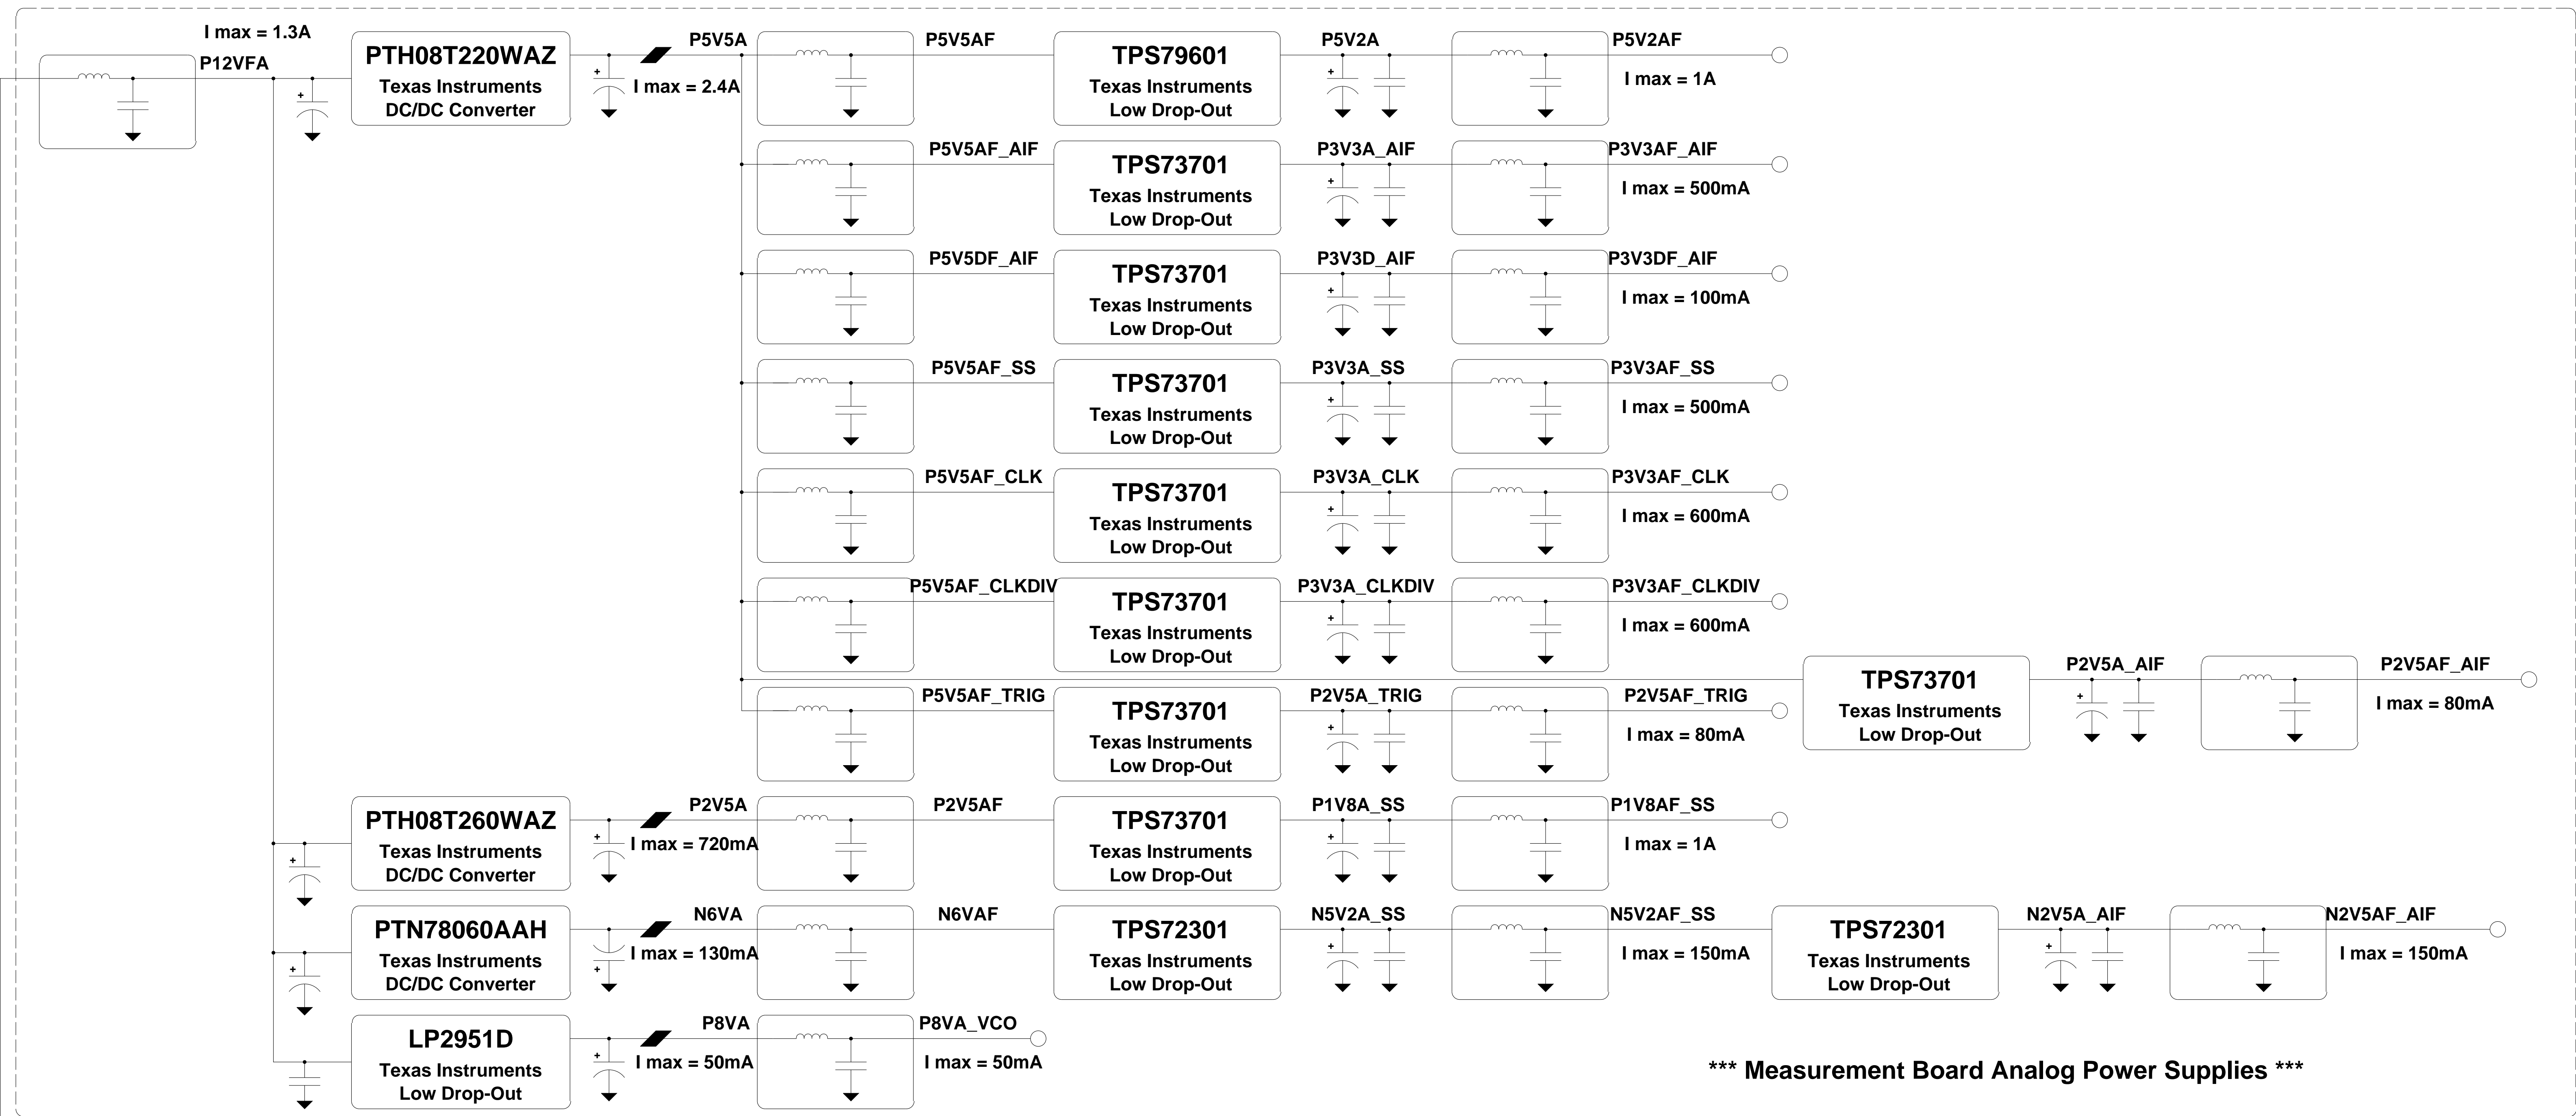 I max = 1.3A
P12VFA
PTH08T220WAZ
Texas Instruments
DC/DC Converter
+
+
P5V5A
I max = 2.4A
P5V5AF
TPS79601
Texas Instruments
Low Drop-Out
P5V2A
+
P5V2AF
I max = 1A
P5V5AF_AIF
TPS73701
Texas Instruments
Low Drop-Out
P3V3A_AIF
+
P3V3AF_AIF
I max = 500mA
P5V5DF_AIF
TPS73701
Texas Instruments
Low Drop-Out
P3V3D_AIF
+
P3V3DF_AIF
I max = 100mA
P5V5AF_SS
TPS73701
Texas Instruments
Low Drop-Out
P3V3A_SS
+
P3V3AF_SS
I max = 500mA
P5V5AF_CLK
TPS73701
Texas Instruments
Low Drop-Out
P3V3A_CLK
+
P3V3AF_CLK
I max = 600mA
P5V5AF_CLKDIV
TPS73701
Texas Instruments
Low Drop-Out
P3V3A_CLKDIV
+
P3V3AF_CLKDIV
I max = 600mA
TPS73701
Texas Instruments
Low Drop-Out
P2V5A_AIF
+
P2V5AF_AIF
I max = 80mA
P5V5AF_TRIG
TPS73701
Texas Instruments
Low Drop-Out
P2V5A_TRIG
+
P2V5AF_TRIG
I max = 80mA
+
PTH08T260WAZ
Texas Instruments
DC/DC Converter
+
P2V5A
I max = 720mA
P2V5AF
TPS73701
Texas Instruments
Low Drop-Out
P1V8A_SS
+
P1V8AF_SS
I max = 1A
+
PTN78060AAH
Texas Instruments
DC/DC Converter
+
N6VA
I max = 130mA
N6VAF
TPS72301
Texas Instruments
Low Drop-Out
N5V2A_SS
+
N5V2AF_SS
I max = 150mA
TPS72301
Texas Instruments
Low Drop-Out
N2V5A_AIF
+
N2V5AF_AIF
I max = 150mA
LP2951D
Texas Instruments
Low Drop-Out
+
P8VA
I max = 50mA
P8VA_VCO
I max = 50mA
*** Measurement Board Analog Power Supplies ***